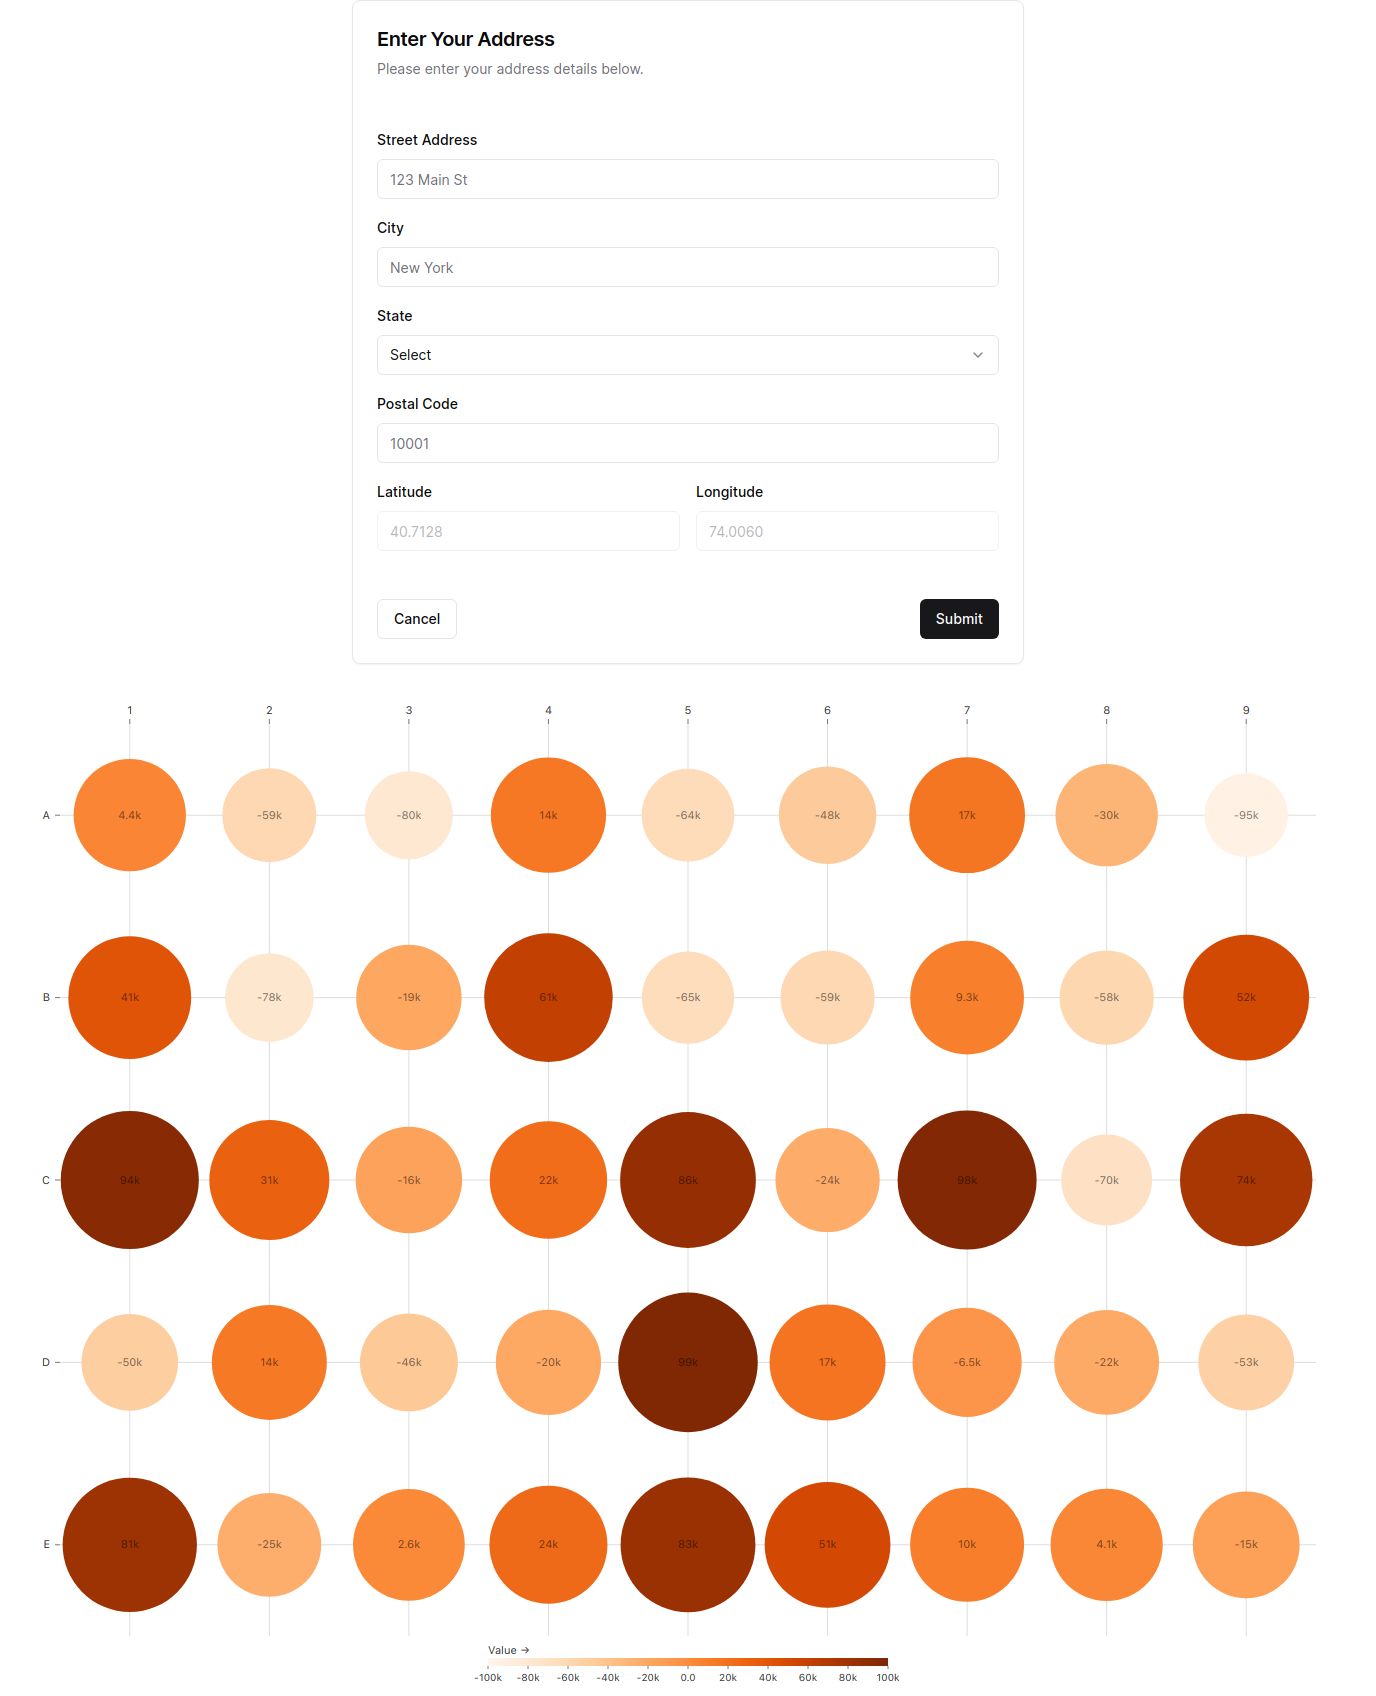 Enter Your Address
Please enter your address details below.
Street Address
123 Main St
City
New York
State
Select
Postal Code
10001
Latitude Longitude
40.7128 74.0060
Cancel Submit
1 2 3 4 5 6 7 8 9
A 4.4k -59k -80k 14k -64k -48k 17k -30k -95k
B 41k -78k -19k 61k -65k -59k 9.3k -58k 52k
C 94k 31k -16k 22k 86k -24k 98k -70k 74k
D -50k 14k -46k -20k 99k 17k -6.5k -22k -53k
E 81k -25k 2.6k 24k 83k 51k 10k 4.1k -15k
Value →
-100k -80k -60k -40k -20k 0.0 20k 40k 60k 80k 100k